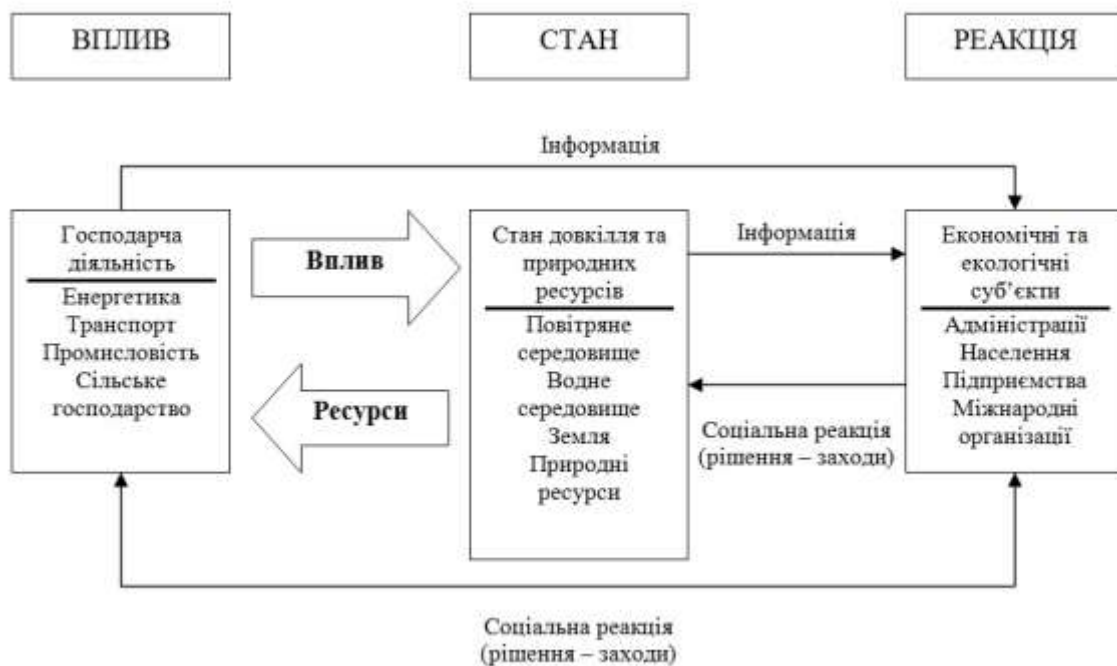 ВПЛИВ
СТАН
РЕАКЦІЯ
Інформація
Господарча
діяльність
Енергетика
Транспорт
Промисловість
Сільське
господарство
Вплив
Ресурси
Стан довкілля та
природних
ресурсів
Повітряне
середовище
Водне
середовище
Земля
Природні
ресурси
Інформація
Соціальна реакція
(рішення – заходи)
Економічні та
екологічні
суб’єкти
Адміністрації
Населення
Підприємства
Міжнародні
організації
Соціальна реакція
(рішення – заходи)